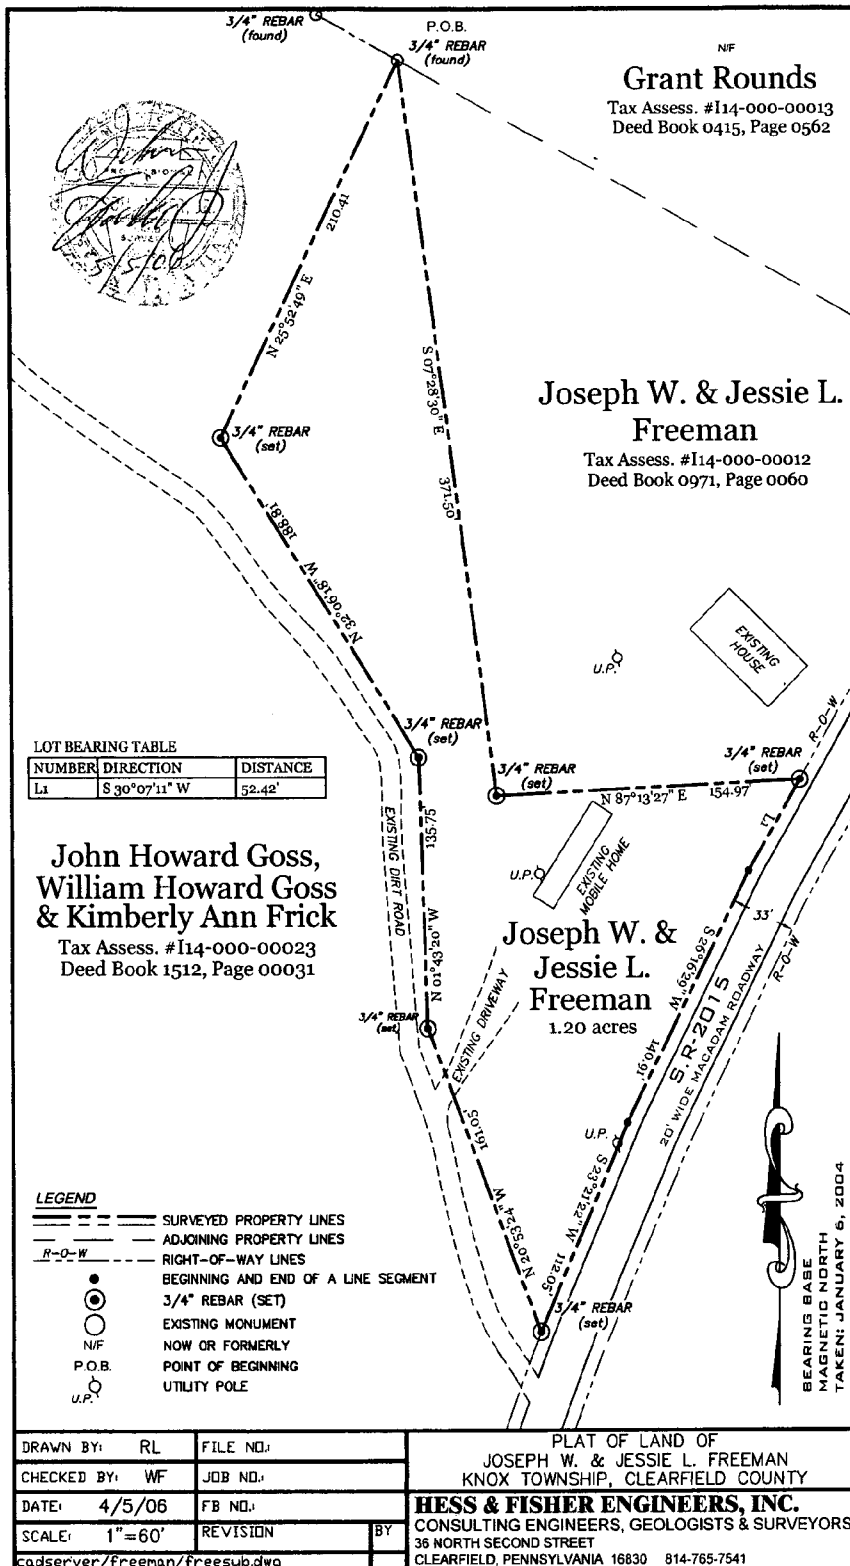 3/4" REBAR
(found)
P.O.B.
3/4" REBAR
(found)
N/F
Grant Rounds
Tax Assess. #I14-000-00013
Deed Book 0415, Page 0562
5/5/06
210.41
N 25°52'49" E
S 07°28'30" E
371.50'
Joseph W. & Jessie L.
Freeman
Tax Assess. #I14-000-00012
Deed Book 0971, Page 0060
3/4" REBAR
(set)
188.81'
N 32°06'18" W
EXISTING
HOUSE
U.P.
R-O-W
3/4" REBAR
(set)
3/4" REBAR
(set)
3/4" REBAR
(set)
N 87°13'27" E
154.97
L1
LOT BEARING TABLE
NUMBER DIRECTION DISTANCE
L1 S 30°07'11" W 52.42'
135.75
N 01°43'20" W
EXISTING DIRT ROAD
U.P.
EXISTING
MOBILE HOME
John Howard Goss,
William Howard Goss
& Kimberly Ann Frick
Tax Assess. #I14-000-00023
Deed Book 1512, Page 00031
Joseph W. &
Jessie L.
Freeman
1.20 acres
33'
R-O-W
S 26°16'29" W
140.91'
S.R-2015
20' WIDE MACADAM ROADWAY
3/4" REBAR
(set)
EXISTING DRIVEWAY
161.05'
N 20°53'24" W
U.P.
S 23°21'22" W
112.05'
3/4" REBAR
(set)
BEARING BASE
MAGNETIC NORTH
TAKEN: JANUARY 6, 2004
LEGEND
SURVEYED PROPERTY LINES
ADJOINING PROPERTY LINES
R-O-W RIGHT-OF-WAY LINES
BEGINNING AND END OF A LINE SEGMENT
3/4" REBAR (SET)
EXISTING MONUMENT
N/F NOW OR FORMERLY
P.O.B. POINT OF BEGINNING
U.P. UTILITY POLE
DRAWN BY: RL FILE NO.:
CHECKED BY: WF JOB NO.:
DATE: 4/5/06 FB NO.:
SCALE: 1"=60' REVISION BY
cadserver/freeman/freesub.dwg
PLAT OF LAND OF
JOSEPH W. & JESSIE L. FREEMAN
KNOX TOWNSHIP, CLEARFIELD COUNTY
HESS & FISHER ENGINEERS, INC.
CONSULTING ENGINEERS, GEOLOGISTS & SURVEYORS
36 NORTH SECOND STREET
CLEARFIELD, PENNSYLVANIA 16830 814-765-7541